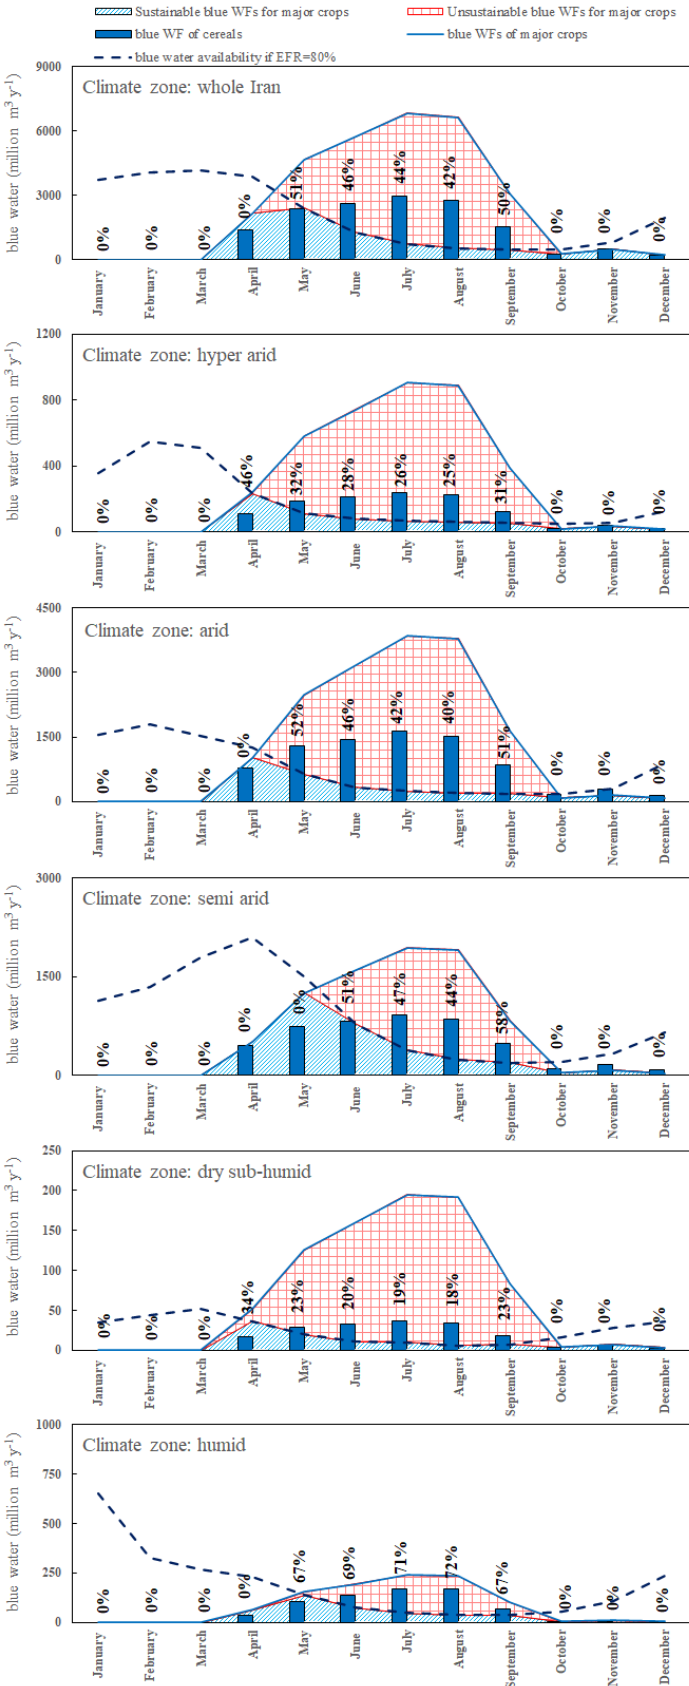 Sustainable blue WFs for major crops
Unsustainable blue WFs for major crops
blue WF of cereals
blue WFs of major crops
blue water availability if EFR=80%
blue water (million m³ y⁻¹)
9000
6000
3000
0
Climate zone: whole Iran
0% 0% 0% 0% 51% 46% 44% 42% 50% 0% 0% 0%
January February March April May June July August September October November December
blue water (million m³ y⁻¹)
1200
800
400
0
Climate zone: hyper arid
0% 0% 0% 46% 32% 28% 26% 25% 31% 0% 0% 0%
January February March April May June July August September October November December
blue water (million m³ y⁻¹)
4500
3000
1500
0
Climate zone: arid
0% 0% 0% 0% 52% 46% 42% 40% 51% 0% 0% 0%
January February March April May June July August September October November December
blue water (million m³ y⁻¹)
3000
1500
0
Climate zone: semi arid
0% 0% 0% 0% 0% 51% 47% 44% 58% 0% 0% 0%
January February March April May June July August September October November December
blue water (million m³ y⁻¹)
250
200
150
100
50
0
Climate zone: dry sub-humid
0% 0% 0% 34% 23% 20% 19% 18% 23% 0% 0% 0%
January February March April May June July August September October November December
blue water (million m³ y⁻¹)
1000
750
500
250
0
Climate zone: humid
0% 0% 0% 0% 67% 69% 71% 72% 67% 0% 0% 0%
January February March April May June July August September October November December